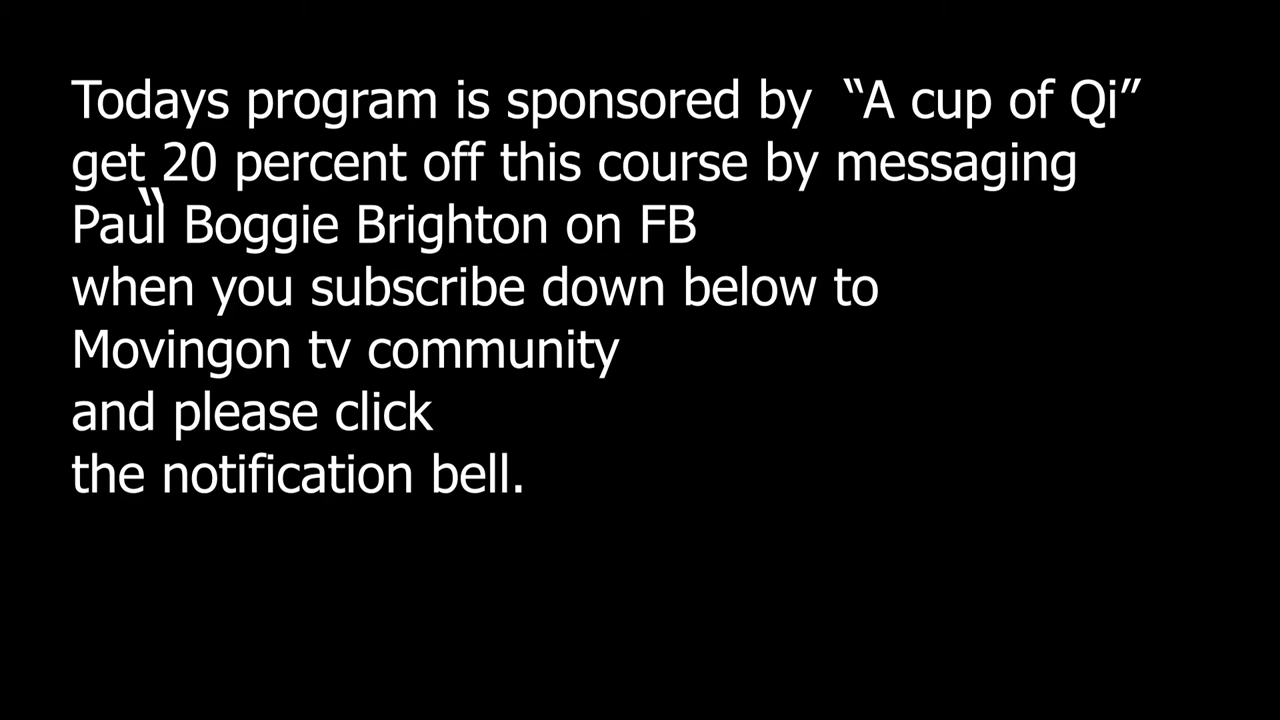 Todays program is sponsored by “A cup of Qi”
get 20 percent off this course by messaging
“
Paul Boggie Brighton on FB
when you subscribe down below to
Movingon tv community
and please click
the notification bell.